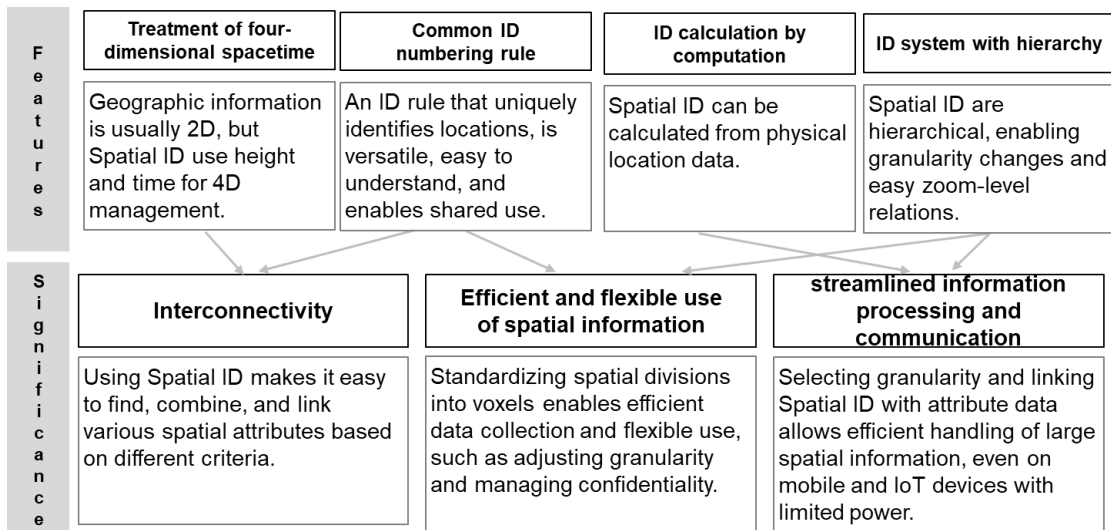 Features
Treatment of four-
dimensional spacetime
Geographic information
is usually 2D, but
Spatial ID use height
and time for 4D
management.
Common ID
numbering rule
An ID rule that uniquely
identifies locations, is
versatile, easy to
understand, and
enables shared use.
ID calculation by
computation
Spatial ID can be
calculated from physical
location data.
ID system with hierarchy
Spatial ID are
hierarchical, enabling
granularity changes and
easy zoom-level
relations.
Significance
Interconnectivity
Using Spatial ID makes it easy
to find, combine, and link
various spatial attributes based
on different criteria.
Efficient and flexible use
of spatial information
Standardizing spatial divisions
into voxels enables efficient
data collection and flexible use,
such as adjusting granularity
and managing confidentiality.
streamlined information
processing and
communication
Selecting granularity and linking
Spatial ID with attribute data
allows efficient handling of large
spatial information, even on
mobile and IoT devices with
limited power.